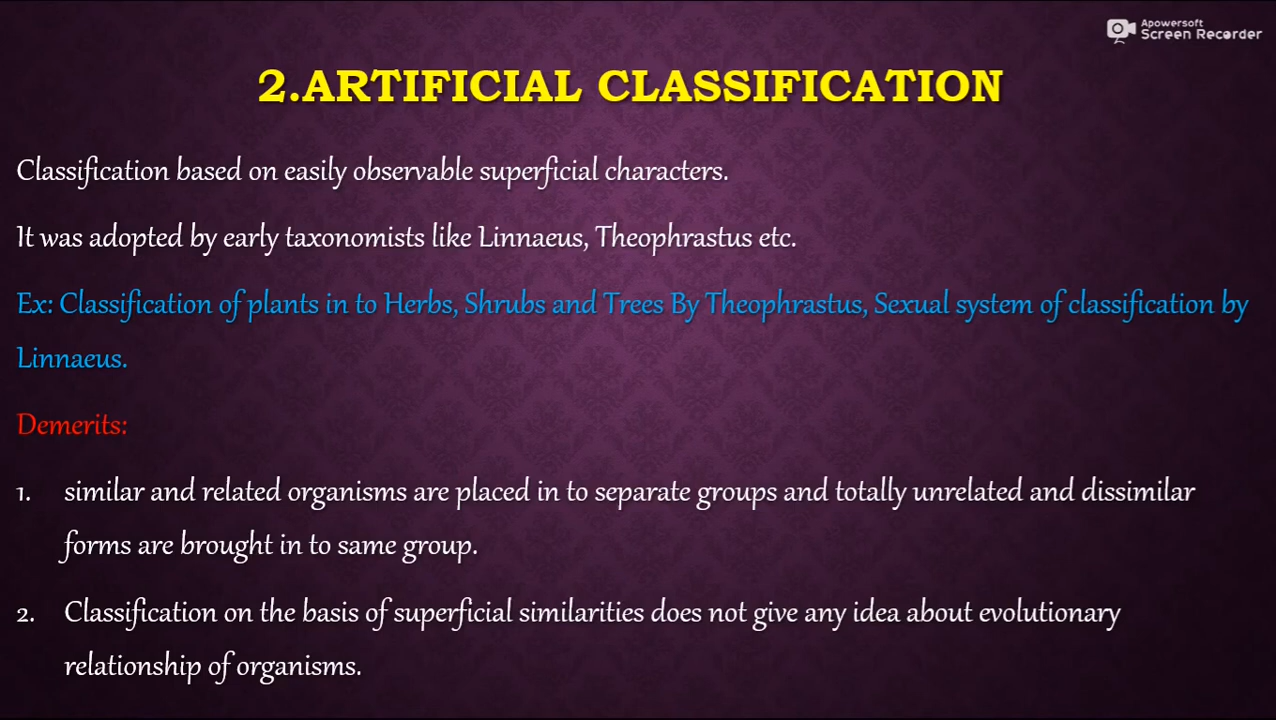 Apowersoft
Screen Recorder
2.ARTIFICIAL CLASSIFICATION
Classification based on easily observable superficial characters.
It was adopted by early taxonomists like Linnaeus, Theophrastus etc.
Ex: Classification of plants in to Herbs, Shrubs and Trees By Theophrastus, Sexual system of classification by
Linnaeus.
Demerits:
1. similar and related organisms are placed in to separate groups and totally unrelated and dissimilar
forms are brought in to same group.
2. Classification on the basis of superficial similarities does not give any idea about evolutionary
relationship of organisms.